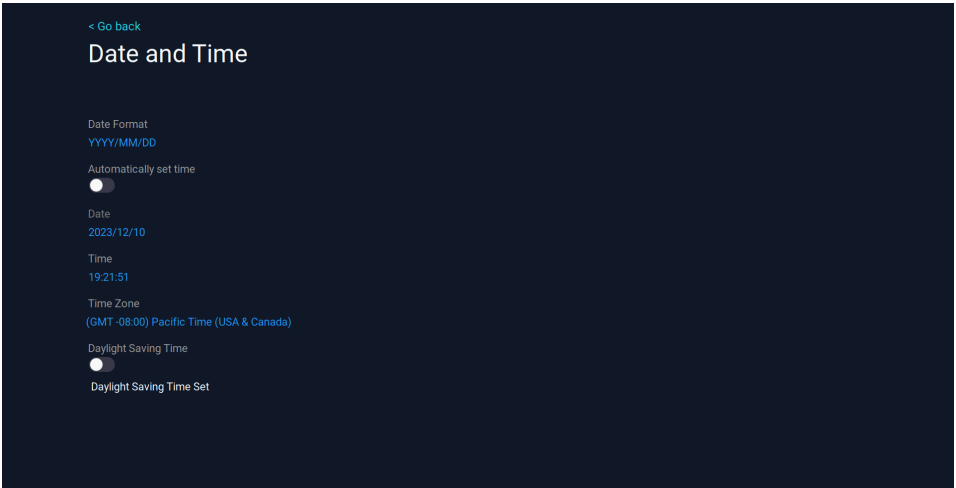 < Go back
Date and Time
Date Format
YYYY/MM/DD
Automatically set time
Date
2023/12/10
Time
19:21:51
Time Zone
(GMT -08:00) Pacific Time (USA & Canada)
Daylight Saving Time
Daylight Saving Time Set